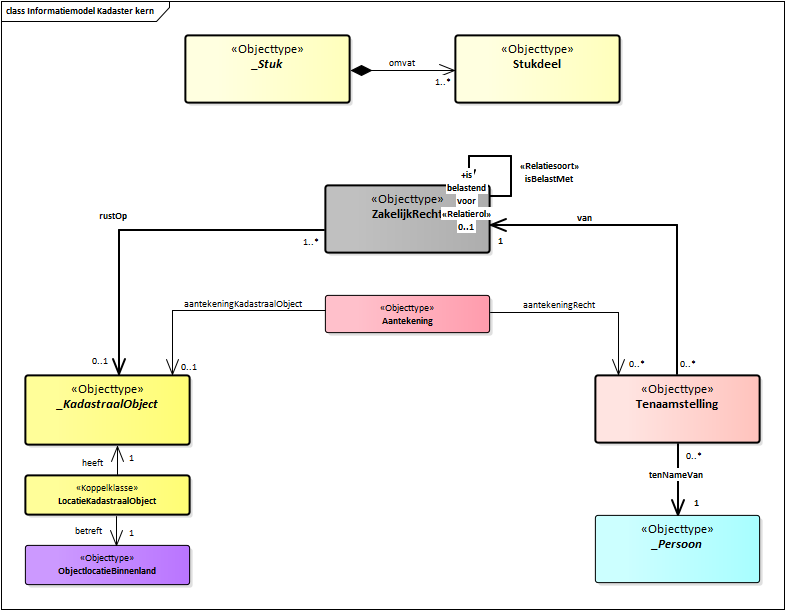 class Informatiemodel Kadaster kern
«Objecttype»
_Stuk
omvat
1..*
«Objecttype»
Stukdeel
«Relatiesoort»
isBelastMet
+is
belastend
voor
«Relatierol»
0..1
«Objecttype»
ZakelijkRecht
rustOp
1..*
van
1
aantekeningKadastraalObject
«Objecttype»
Aantekening
aantekeningRecht
0..1
0..1
0..*
0..*
«Objecttype»
_KadastraalObject
«Objecttype»
Tenaamstelling
heeft
1
0..*
tenNameVan
1
«Koppelklasse»
LocatieKadastraalObject
betreft
1
«Objecttype»
ObjectlocatieBinnenland
«Objecttype»
_Persoon